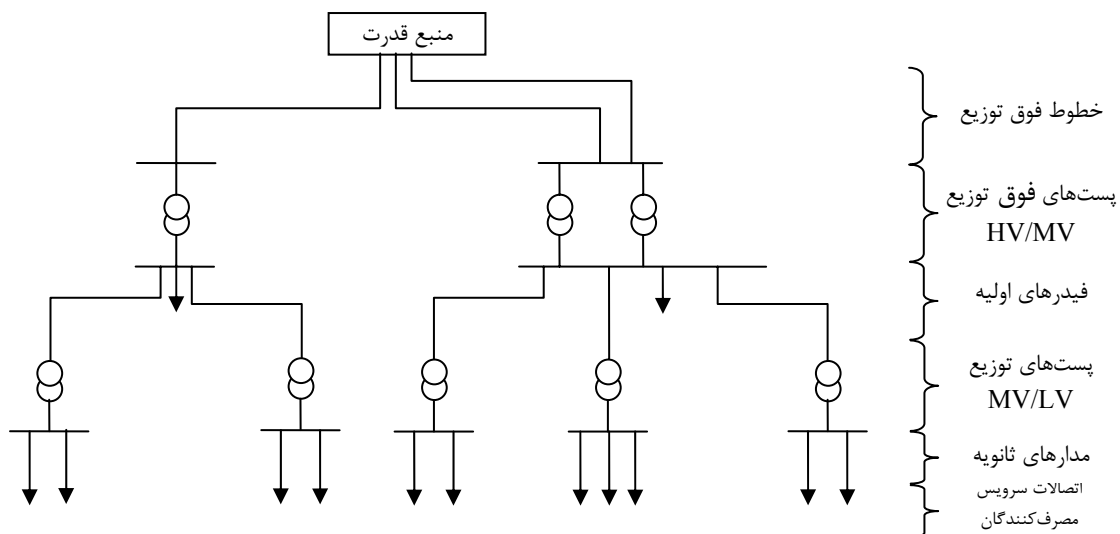 منبع قدرت
خطوط فوق توزیع
پست‌های فوق توزیع
HV/MV
فیدرهای اولیه
پست‌های توزیع
MV/LV
مدارهای ثانویه
اتصالات سرویس
مصرف‌کنندگان